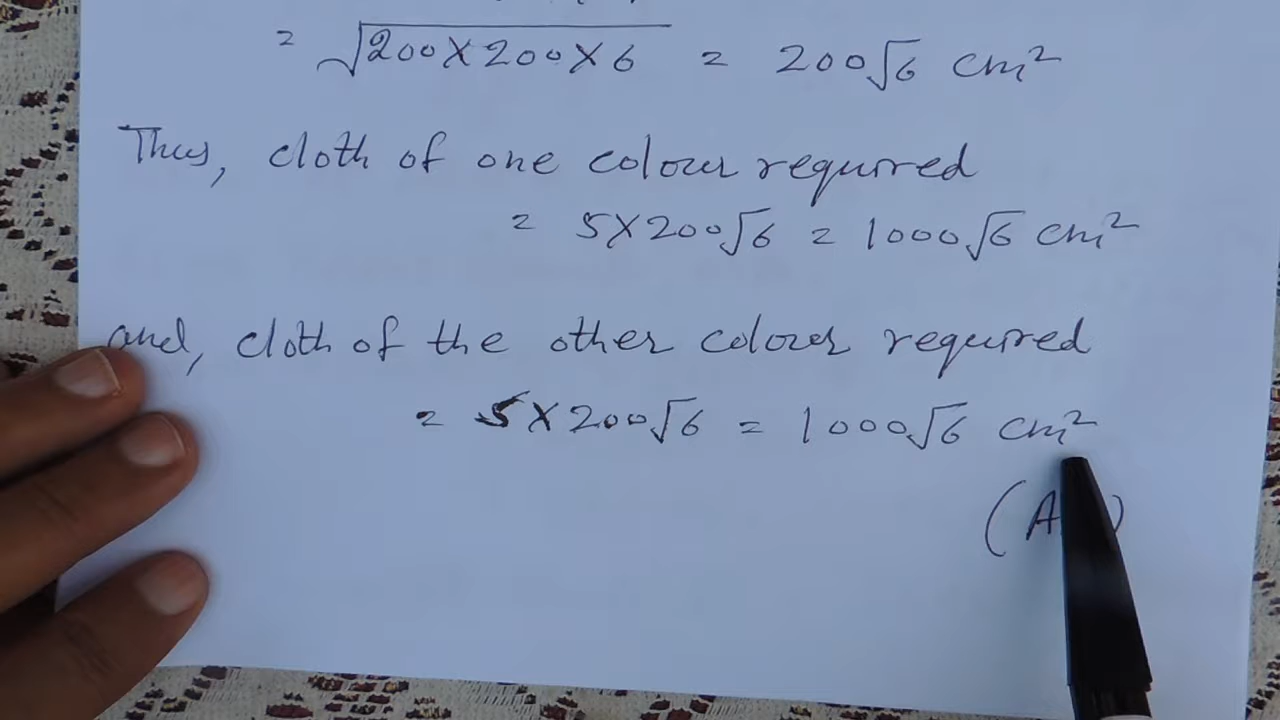 = √200×200×6 = 200√6 cm²
Thus, cloth of one colour required
= 5×200√6 = 1000√6 cm²
and, cloth of the other colour required
= 5×200√6 = 1000√6 cm²
(A